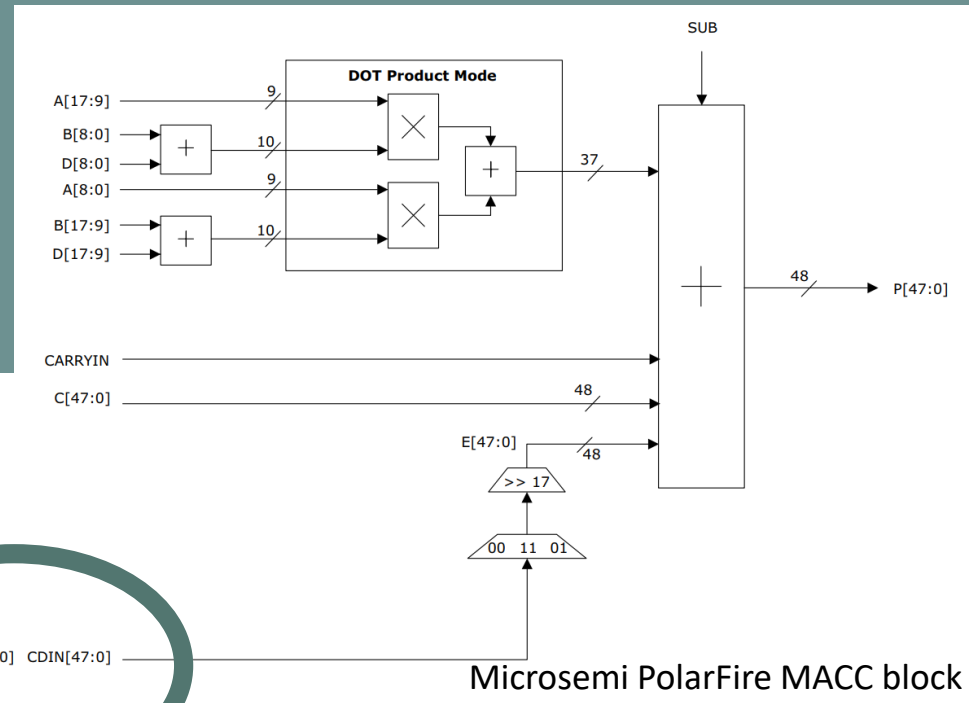 SUB
DOT Product Mode
A[17:9]
9
B[8:0]
+
10
D[8:0]
A[8:0]
9
B[17:9]
+
10
D[17:9]
×
×
+
37
+
48
P[47:0]
CARRYIN
C[47:0]
48
E[47:0]
48
>> 17
00 11 01
0] CDIN[47:0]
Microsemi PolarFire MACC block